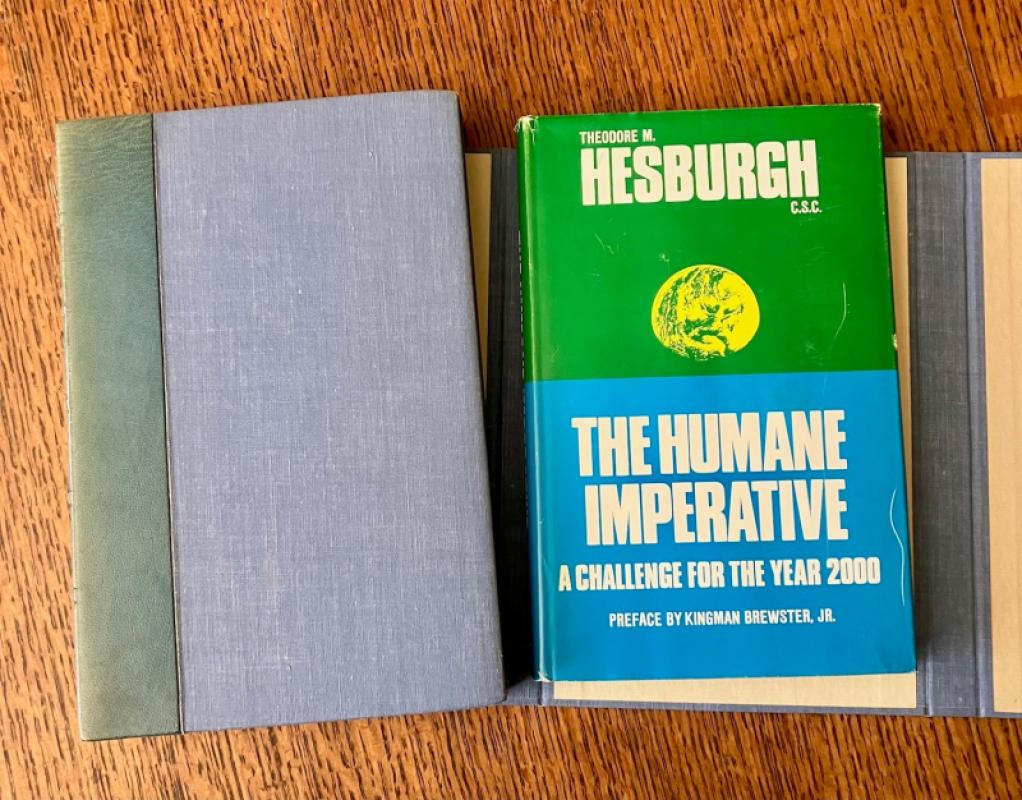 THEODORE M.
HESBURGH
C.S.C.
THE HUMANE
IMPERATIVE
A CHALLENGE FOR THE YEAR 2000
PREFACE BY KINGMAN BREWSTER, JR.